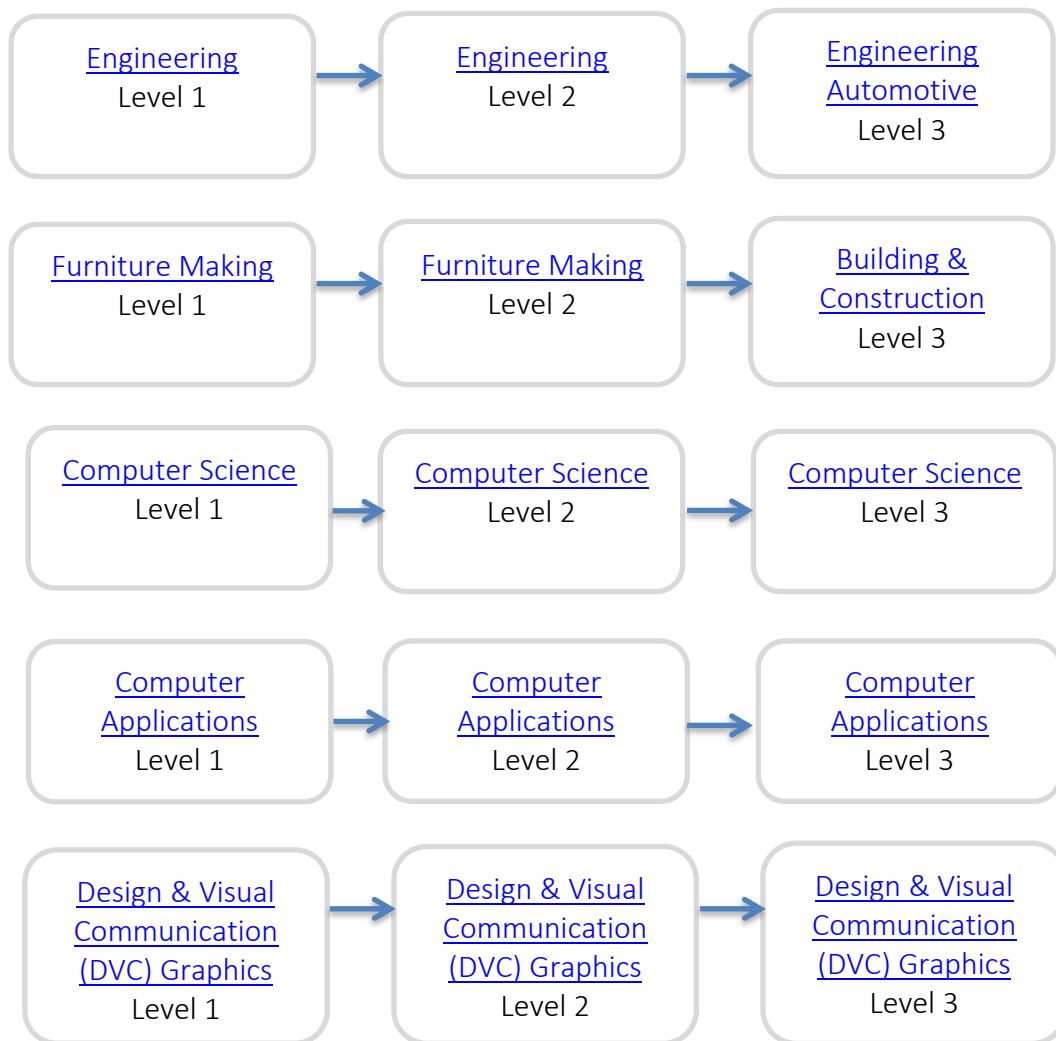 Engineering
Level 1
Engineering
Level 2
Engineering
Automotive
Level 3
Furniture Making
Level 1
Furniture Making
Level 2
Building &
Construction
Level 3
Computer Science
Level 1
Computer Science
Level 2
Computer Science
Level 3
Computer
Applications
Level 1
Computer
Applications
Level 2
Computer
Applications
Level 3
Design & Visual
Communication
(DVC) Graphics
Level 1
Design & Visual
Communication
(DVC) Graphics
Level 2
Design & Visual
Communication
(DVC) Graphics
Level 3